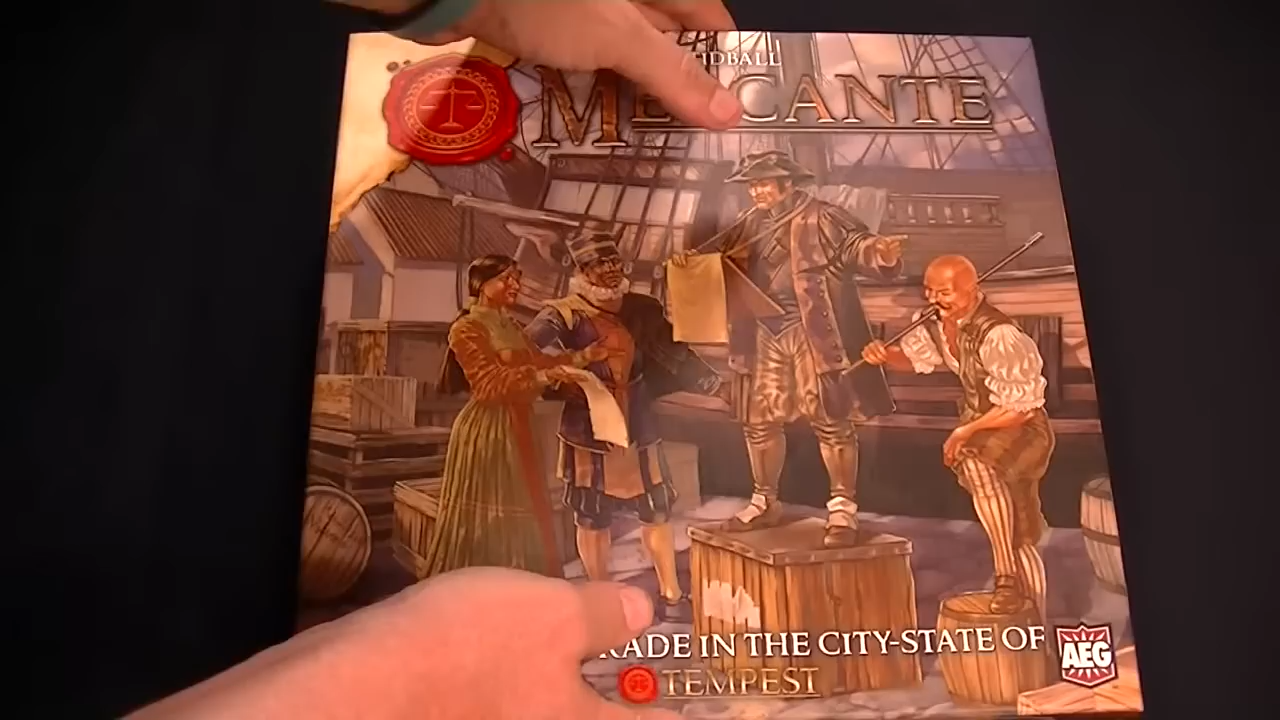 IDBALL
ME CANTE
RADE IN THE CITY-STATE OF
TEMPEST
AEG